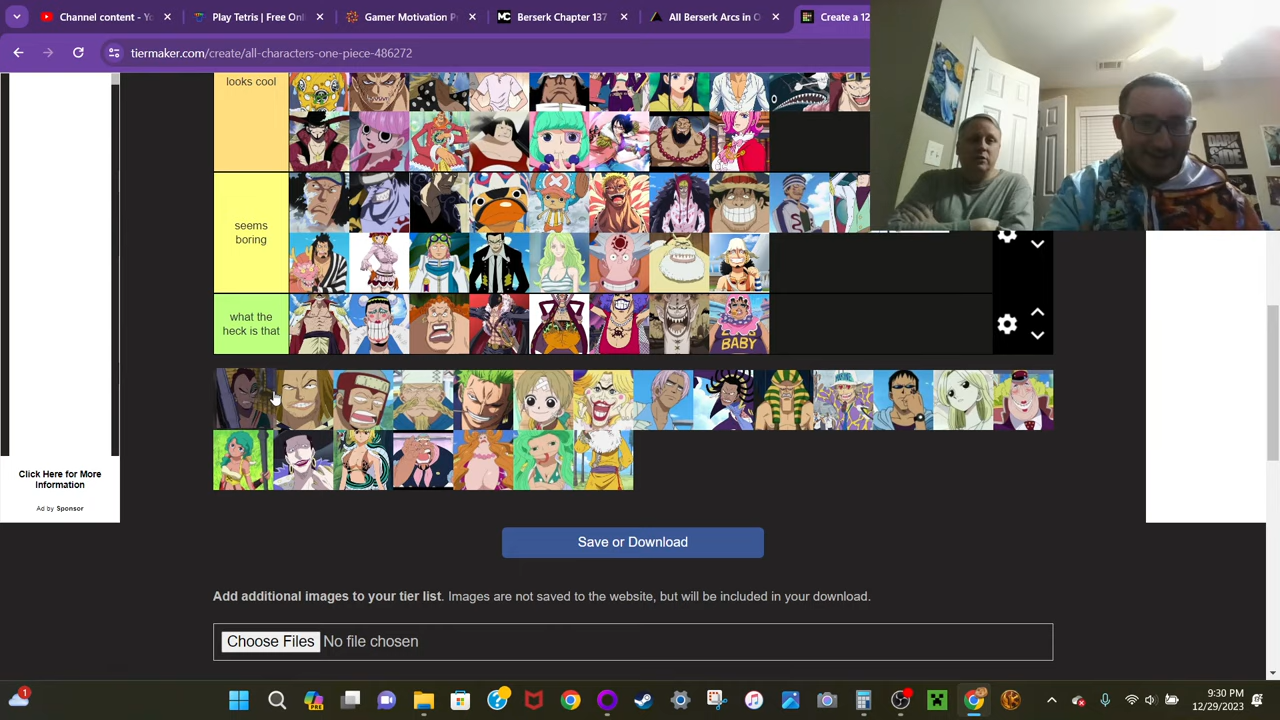 Channel content - Yo
Play Tetris | Free Onl
Gamer Motivation P
Berserk Chapter 137
All Berserk Arcs in O
Create a 12
tiermaker.com/create/all-characters-one-piece-486272
looks cool
DARK
SIDE
seems
boring
what the
heck is that
BABY
Click Here for More
Information
Ad by Sponsor
Save or Download
Add additional images to your tier list. Images are not saved to the website, but will be included in your download.
Choose Files No file chosen
1
PRE
9:30 PM
12/29/2023